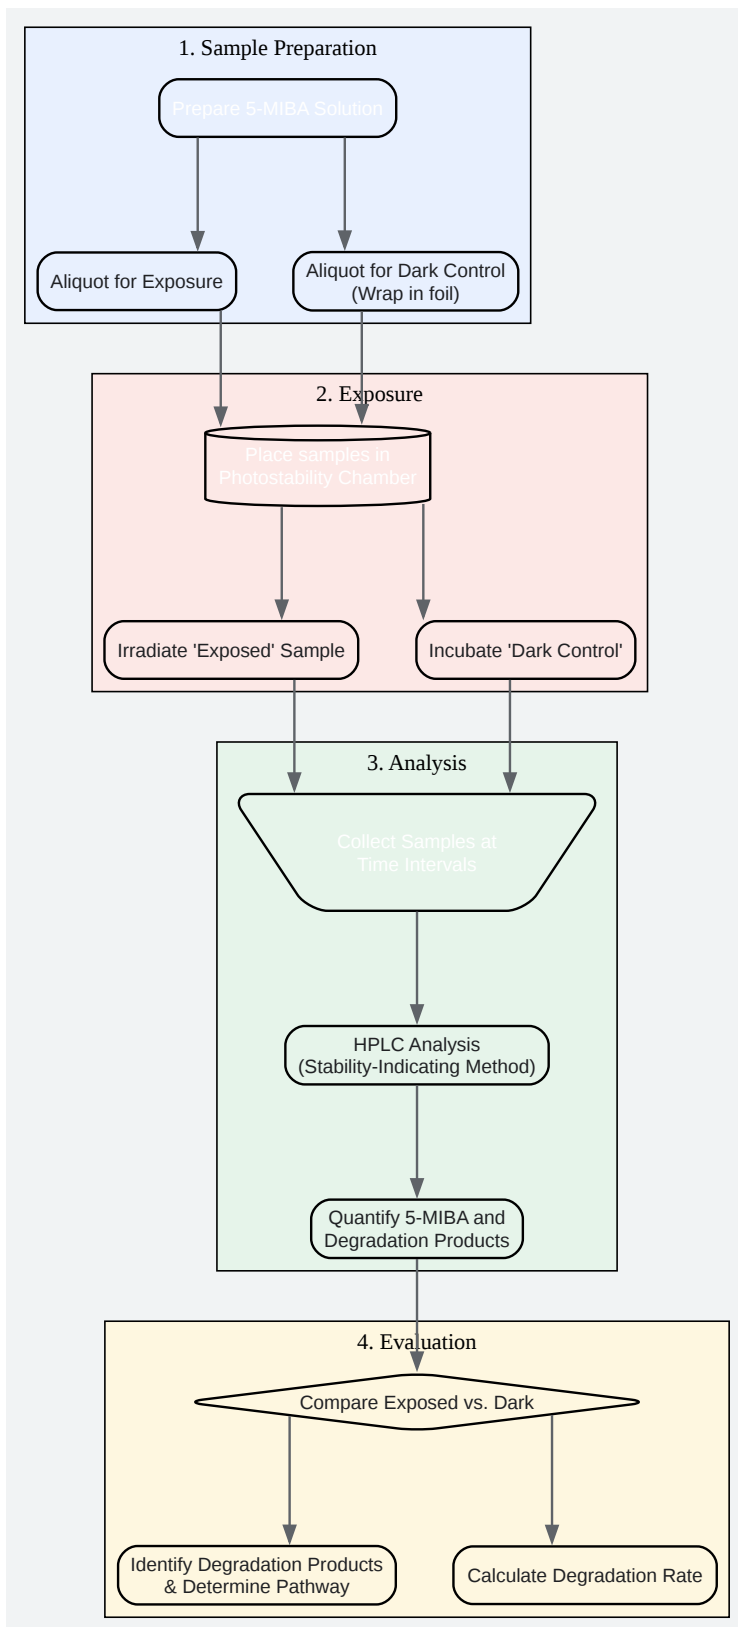 1. Sample Preparation
Prepare 5-MIBA Solution
Aliquot for Exposure
Aliquot for Dark Control
(Wrap in foil)
2. Exposure
Place samples in
Photostability Chamber
Irradiate 'Exposed' Sample
Incubate 'Dark Control'
3. Analysis
Collect Samples at
Time Intervals
HPLC Analysis
(Stability-Indicating Method)
Quantify 5-MIBA and
Degradation Products
4. Evaluation
Compare Exposed vs. Dark
Identify Degradation Products
& Determine Pathway
Calculate Degradation Rate